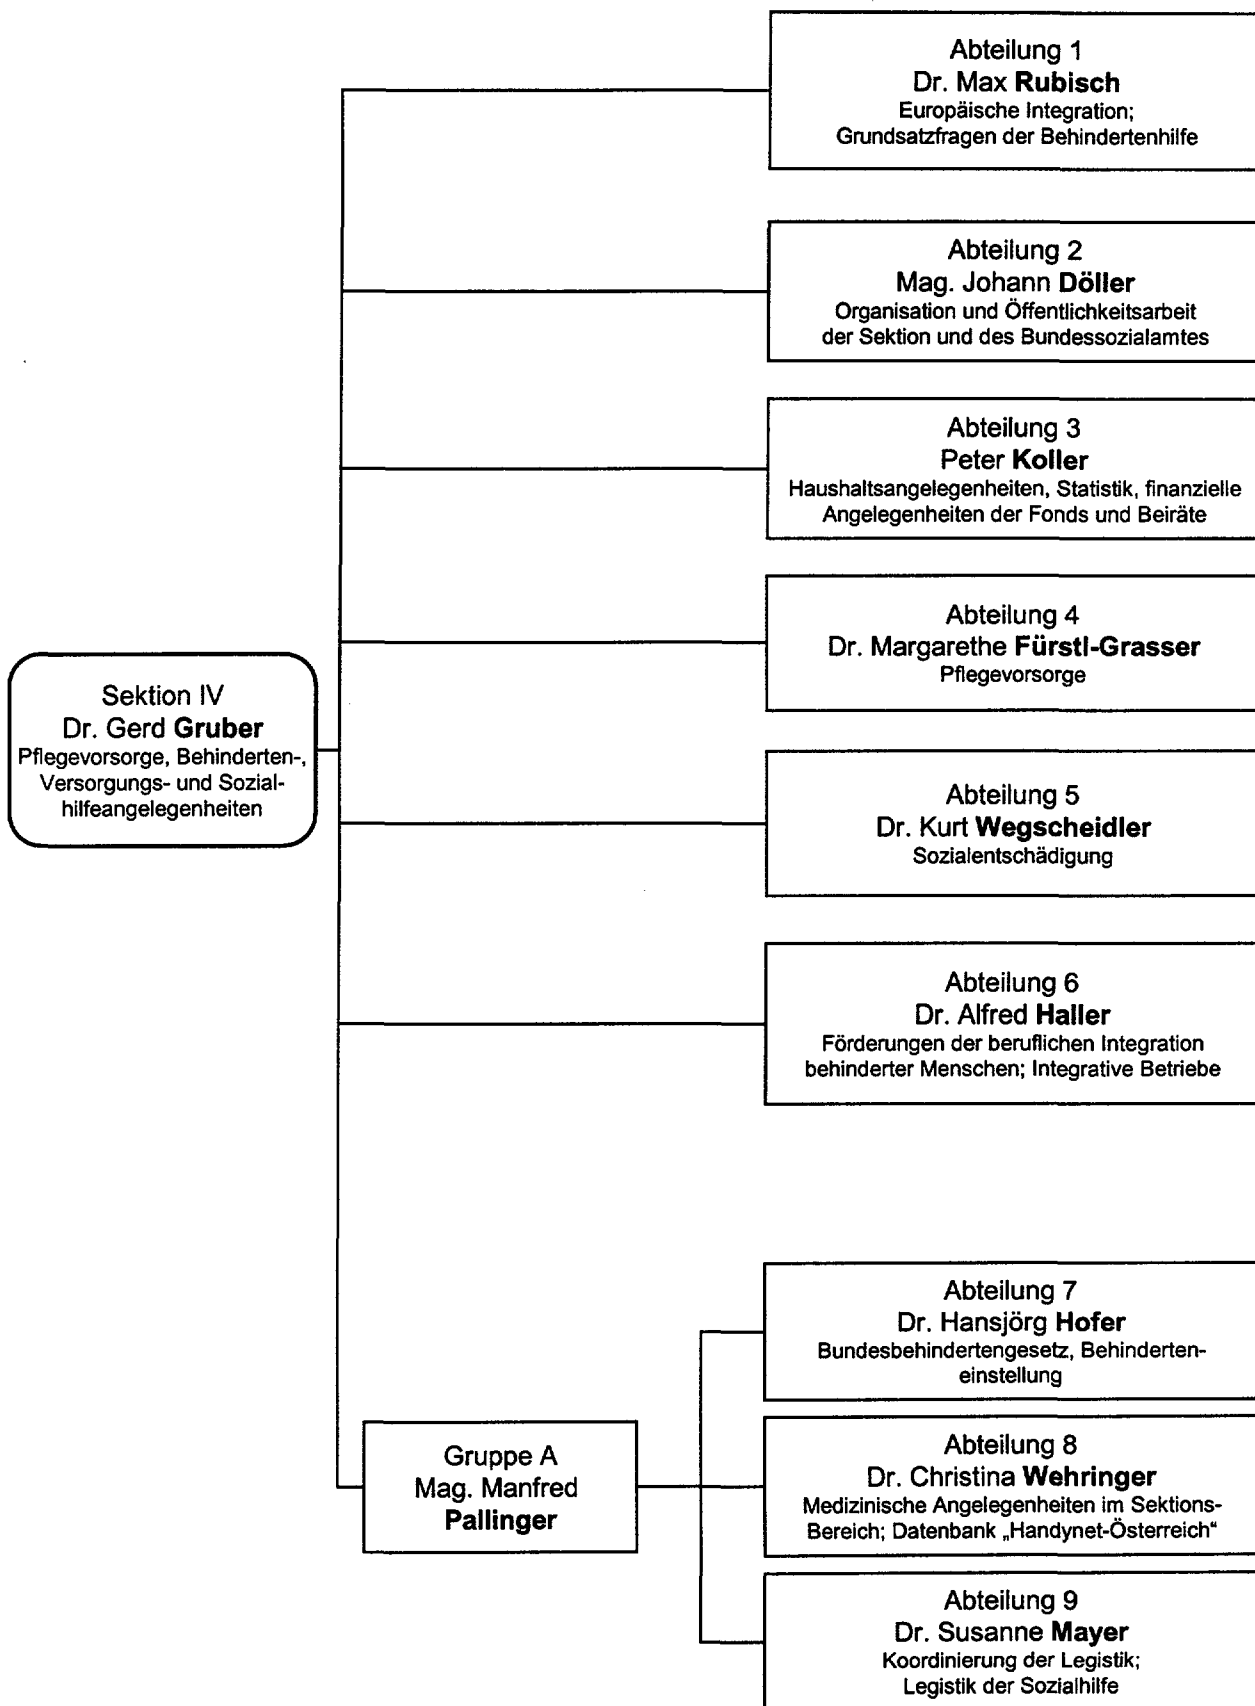 Abteilung 1
Dr. Max Rubisch
Europäische Integration;
Grundsatzfragen der Behindertenhilfe
Abteilung 2
Mag. Johann Döller
Organisation und Öffentlichkeitsarbeit
der Sektion und des Bundessozialamtes
Abteilung 3
Peter Koller
Haushaltsangelegenheiten, Statistik, finanzielle
Angelegenheiten der Fonds und Beiräte
Abteilung 4
Dr. Margarethe Fürstl-Grasser
Pflegevorsorge
Sektion IV
Dr. Gerd Gruber
Pflegevorsorge, Behinderten-,
Versorgungs- und Sozial-
hilfeangelegenheiten
Abteilung 5
Dr. Kurt Wegscheidler
Sozialentschädigung
Abteilung 6
Dr. Alfred Haller
Förderungen der beruflichen Integration
behinderter Menschen; Integrative Betriebe
Abteilung 7
Dr. Hansjörg Hofer
Bundesbehindertengesetz, Behinderten-
einstellung
Gruppe A
Mag. Manfred
Pallinger
Abteilung 8
Dr. Christina Wehringer
Medizinische Angelegenheiten im Sektions-
Bereich; Datenbank „Handynet-Österreich“
Abteilung 9
Dr. Susanne Mayer
Koordinierung der Legistik;
Legistik der Sozialhilfe